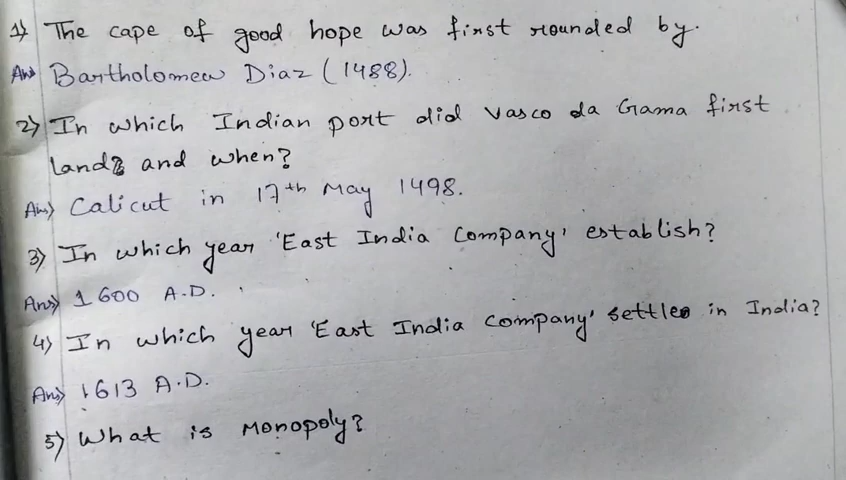 1) The cape of good hope was first rounded by.
Ans Bartholomew Diaz (1488).
2) In which Indian port did Vasco da Gama first
land and when?
Ans) Calicut in 17th May 1498.
3) In which year 'East India Company' establish?
Ans) 1600 A.D.
4) In which year 'East India Company' settles in India?
Ans) 1613 A.D.
5) What is Monopoly?